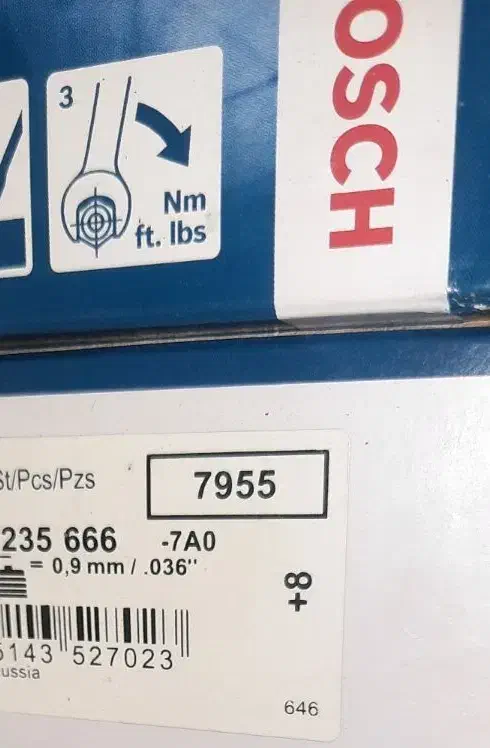 OSCH
3
Nm
ft. lbs
St/Pcs/Pzs
7955
235 666 -7A0
= 0,9 mm / .036"
+8
5143 527023
ussia
646